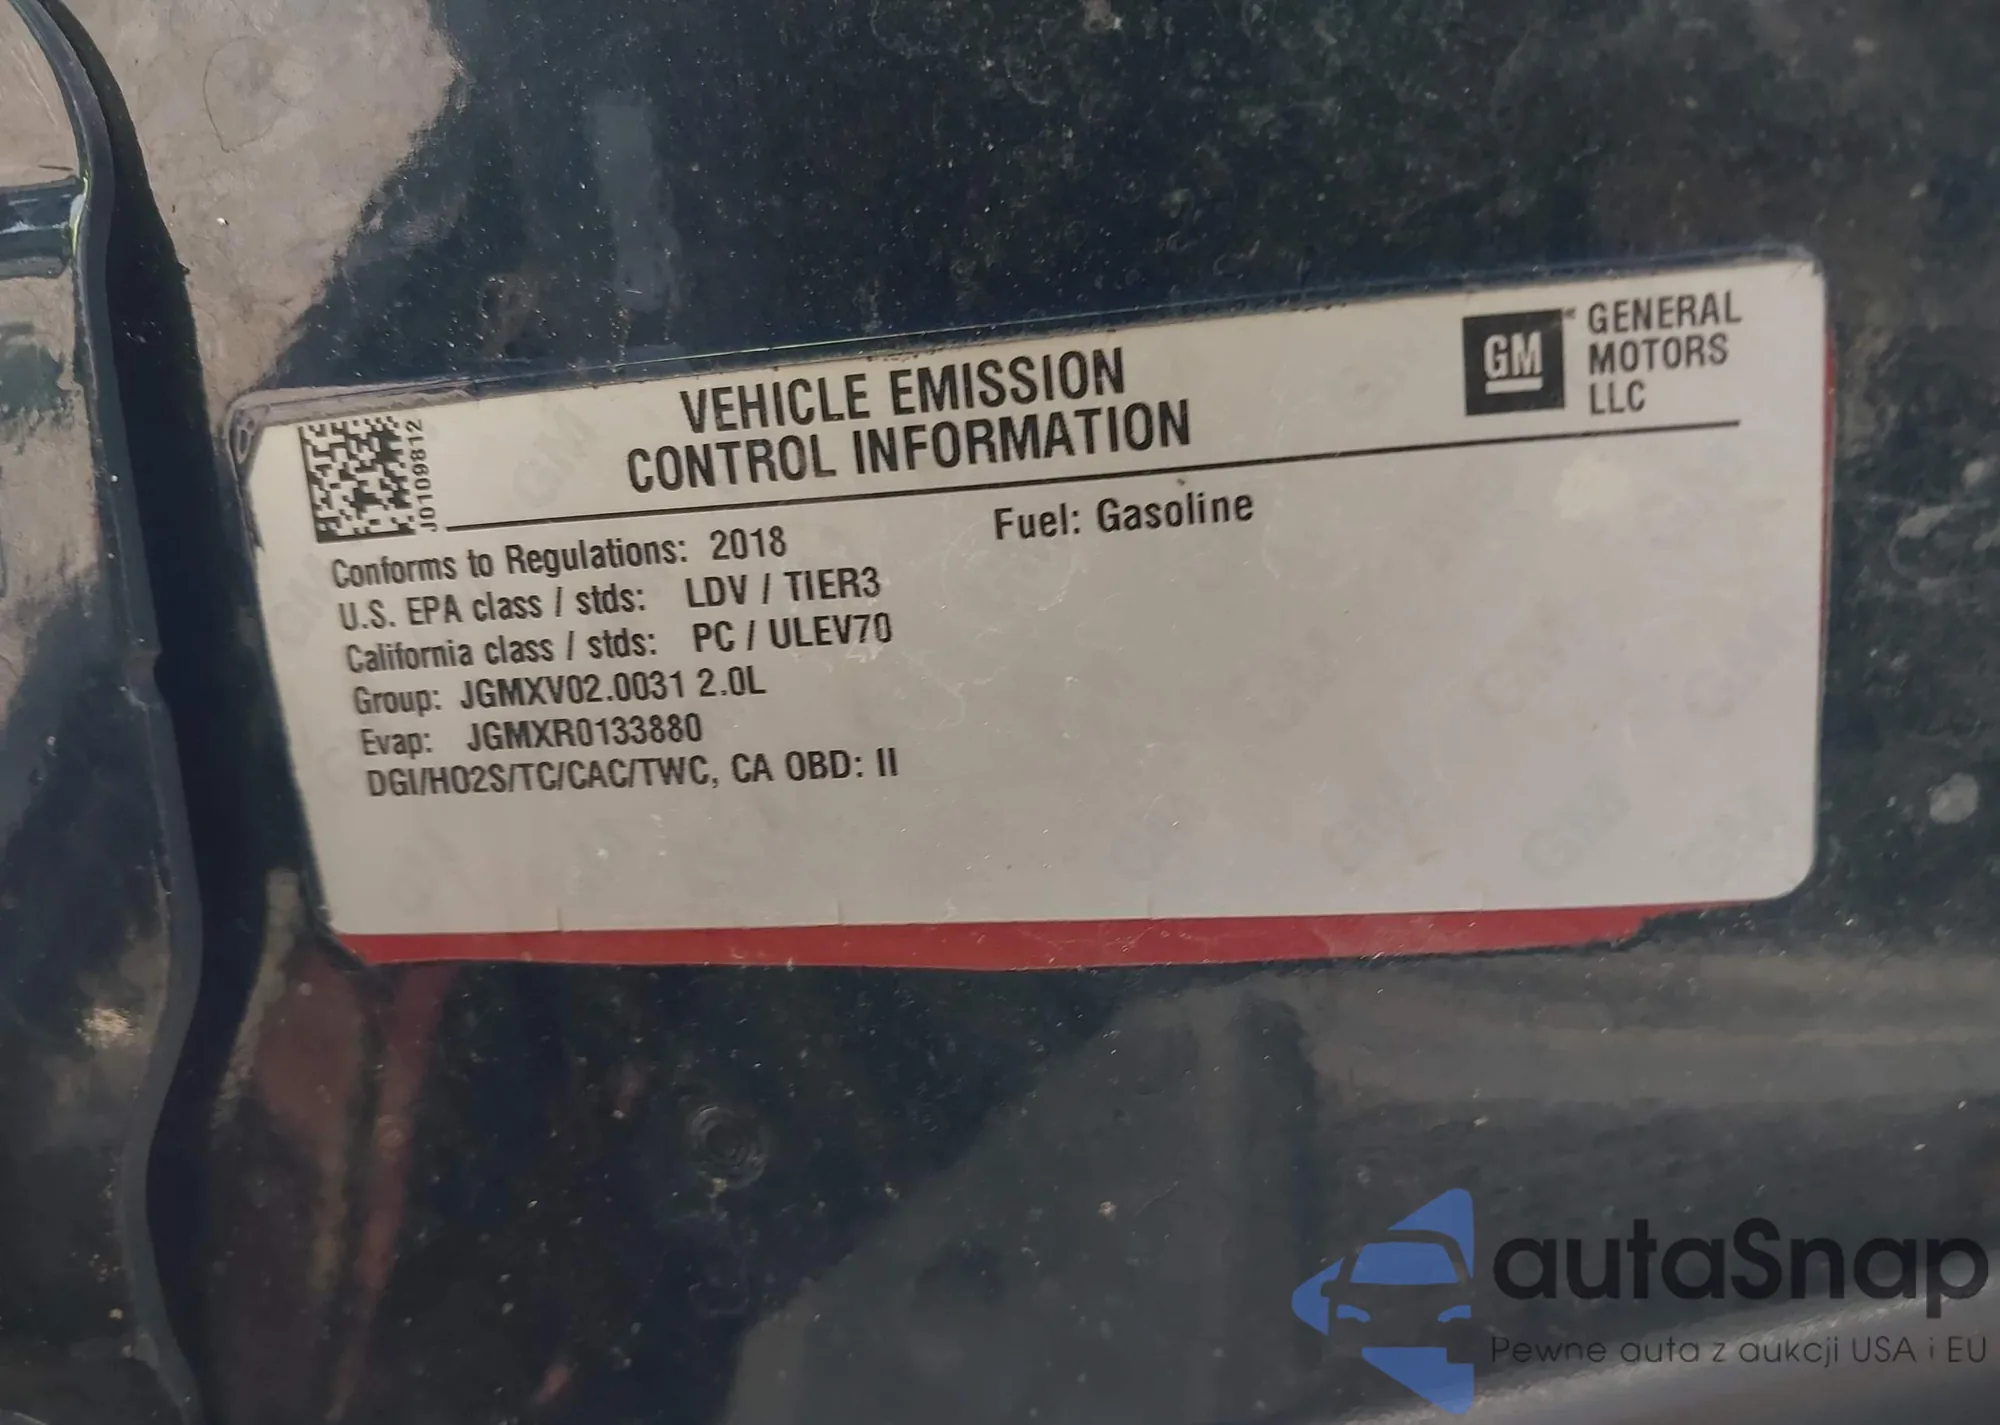 VEHICLE EMISSION
CONTROL INFORMATION
GM
GENERAL
MOTORS
LLC
J0109812
Conforms to Regulations: 2018
Fuel: Gasoline
U.S. EPA class / stds: LDV / TIER3
California class / stds: PC / ULEV70
Group: JGMXV02.0031 2.0L
Evap: JGMXR0133880
DGI/HO2S/TC/CAC/TWC, CA OBD: II
autaSnap
Pewne auta z aukcji USA i EU